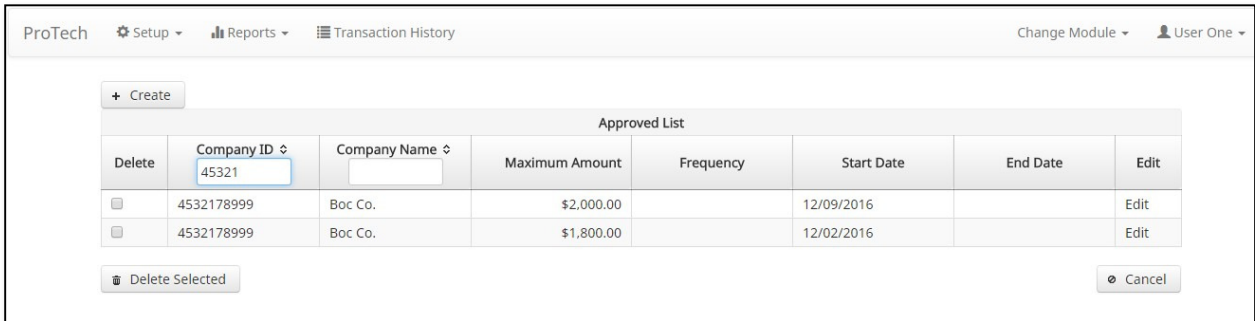 ProTech Setup Reports Transaction History Change Module User One
+ Create
Approved List
Delete Company ID Company Name Maximum Amount Frequency Start Date End Date Edit
45321
4532178999 Boc Co. $2,000.00 12/09/2016 Edit
4532178999 Boc Co. $1,800.00 12/02/2016 Edit
Delete Selected Cancel